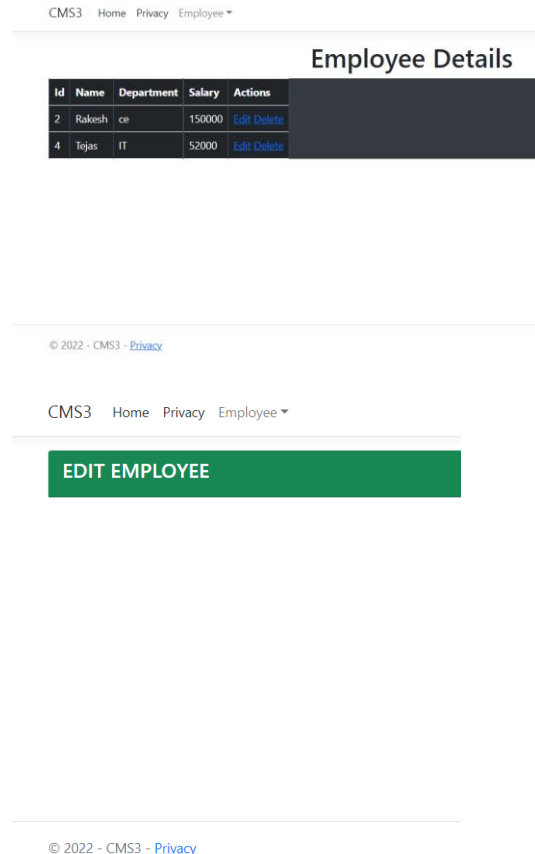 CMS3 Home Privacy Employee
Employee Details
Id Name Department Salary Actions
2 Rakesh ce 150000 Edit Delete
4 Tejas IT 52000 Edit Delete
© 2022 - CMS3 - Privacy
CMS3 Home Privacy Employee
EDIT EMPLOYEE
© 2022 - CMS3 - Privacy